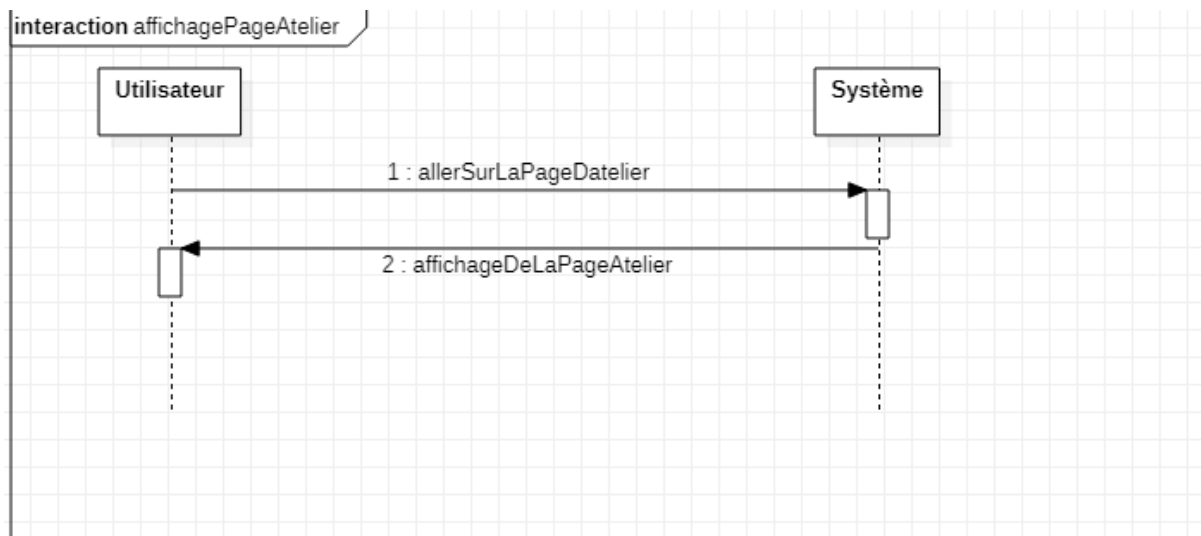 interaction affichagePageAtelier
Utilisateur
Système
1 : allerSurLaPageDatelier
2 : affichageDeLaPageAtelier